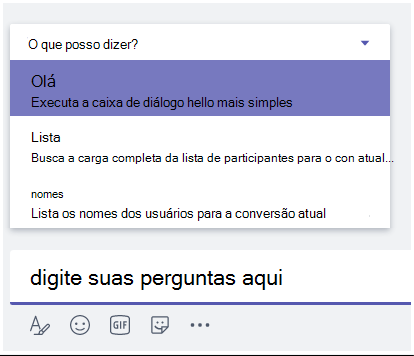 O que posso dizer?
Olá
Executa a caixa de diálogo hello mais simples
Lista
Busca a carga completa da lista de participantes para o con atual...
nomes
Lista os nomes dos usuários para a conversão atual
digite suas perguntas aqui
GIF